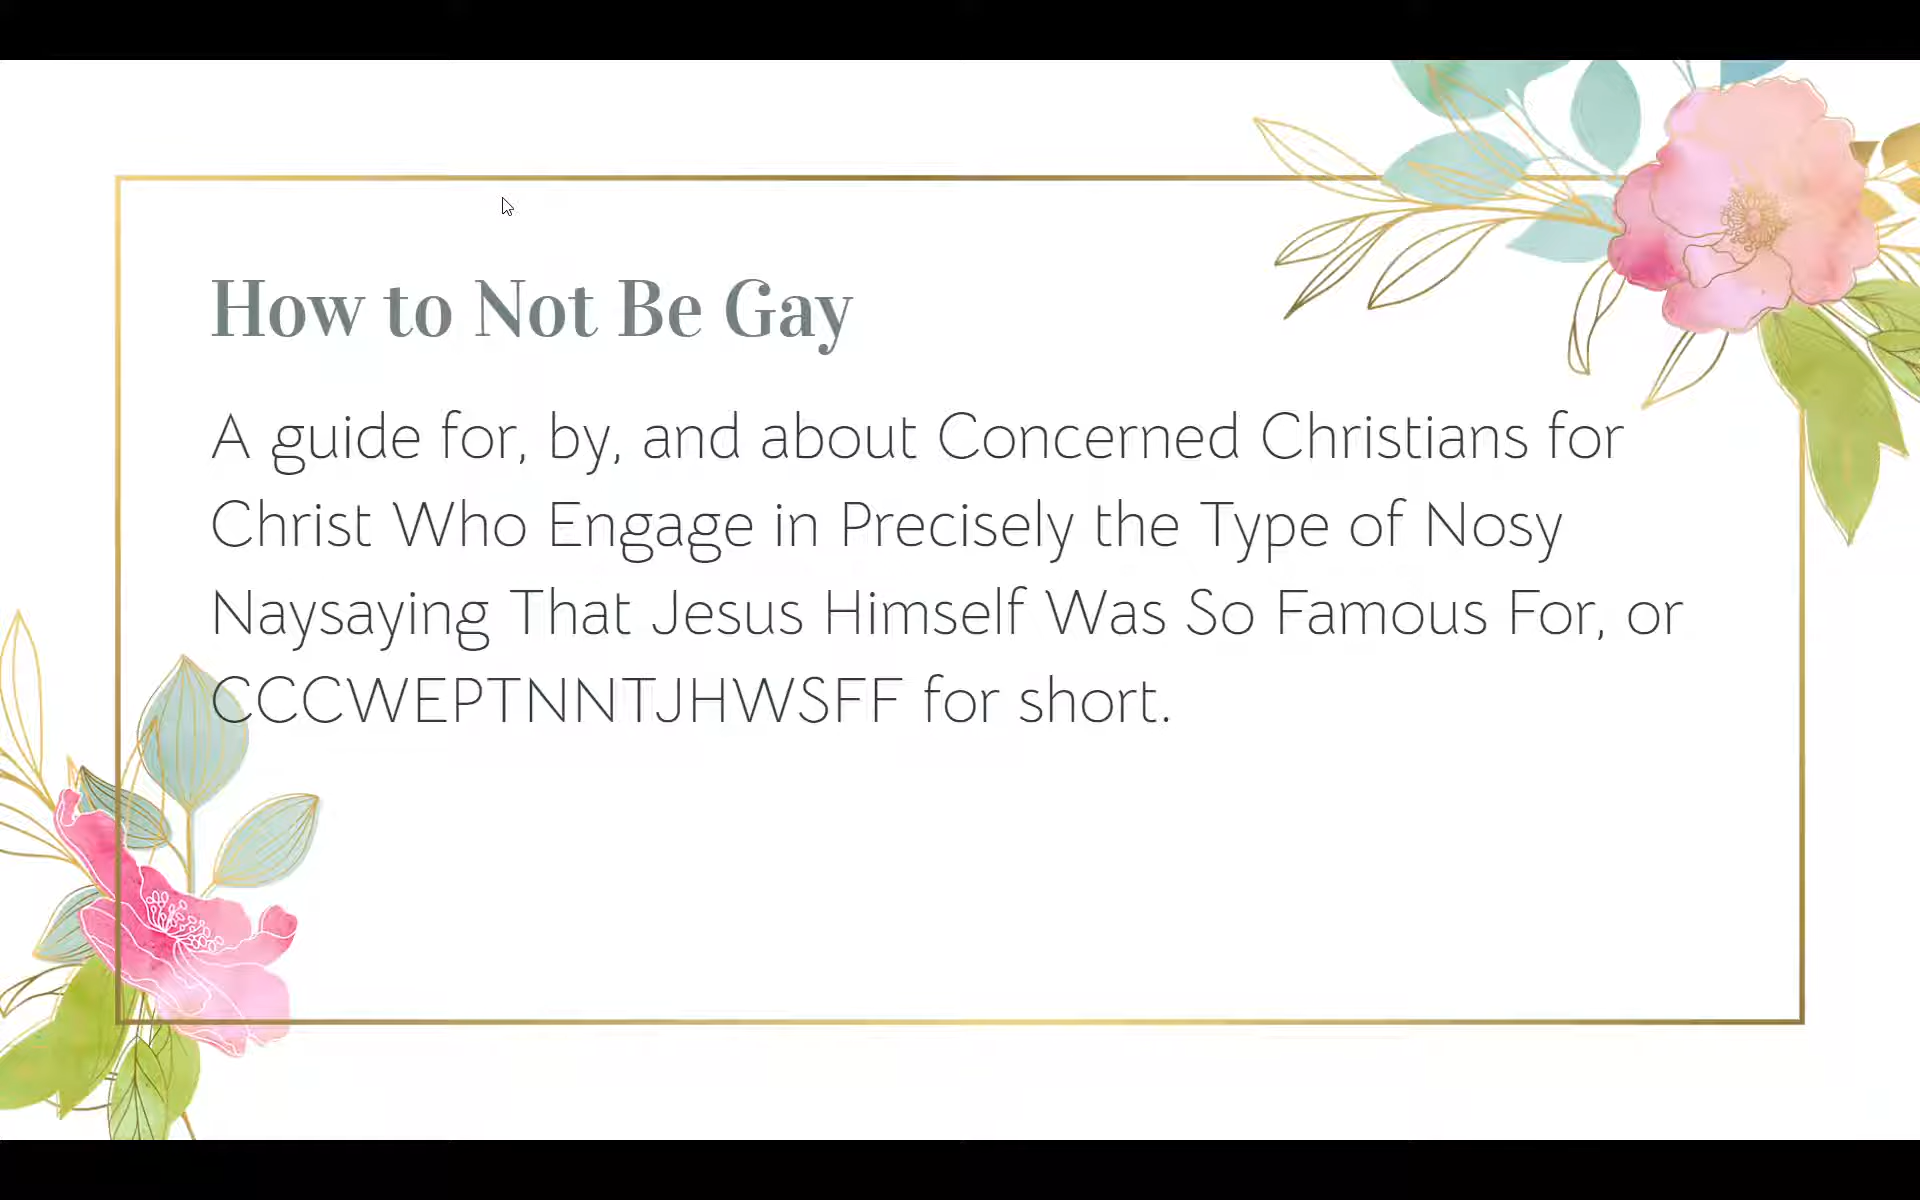 How to Not Be Gay
A guide for, by, and about Concerned Christians for
Christ Who Engage in Precisely the Type of Nosy
Naysaying That Jesus Himself Was So Famous For, or
CCCWEPTNNTJHWSFF for short.